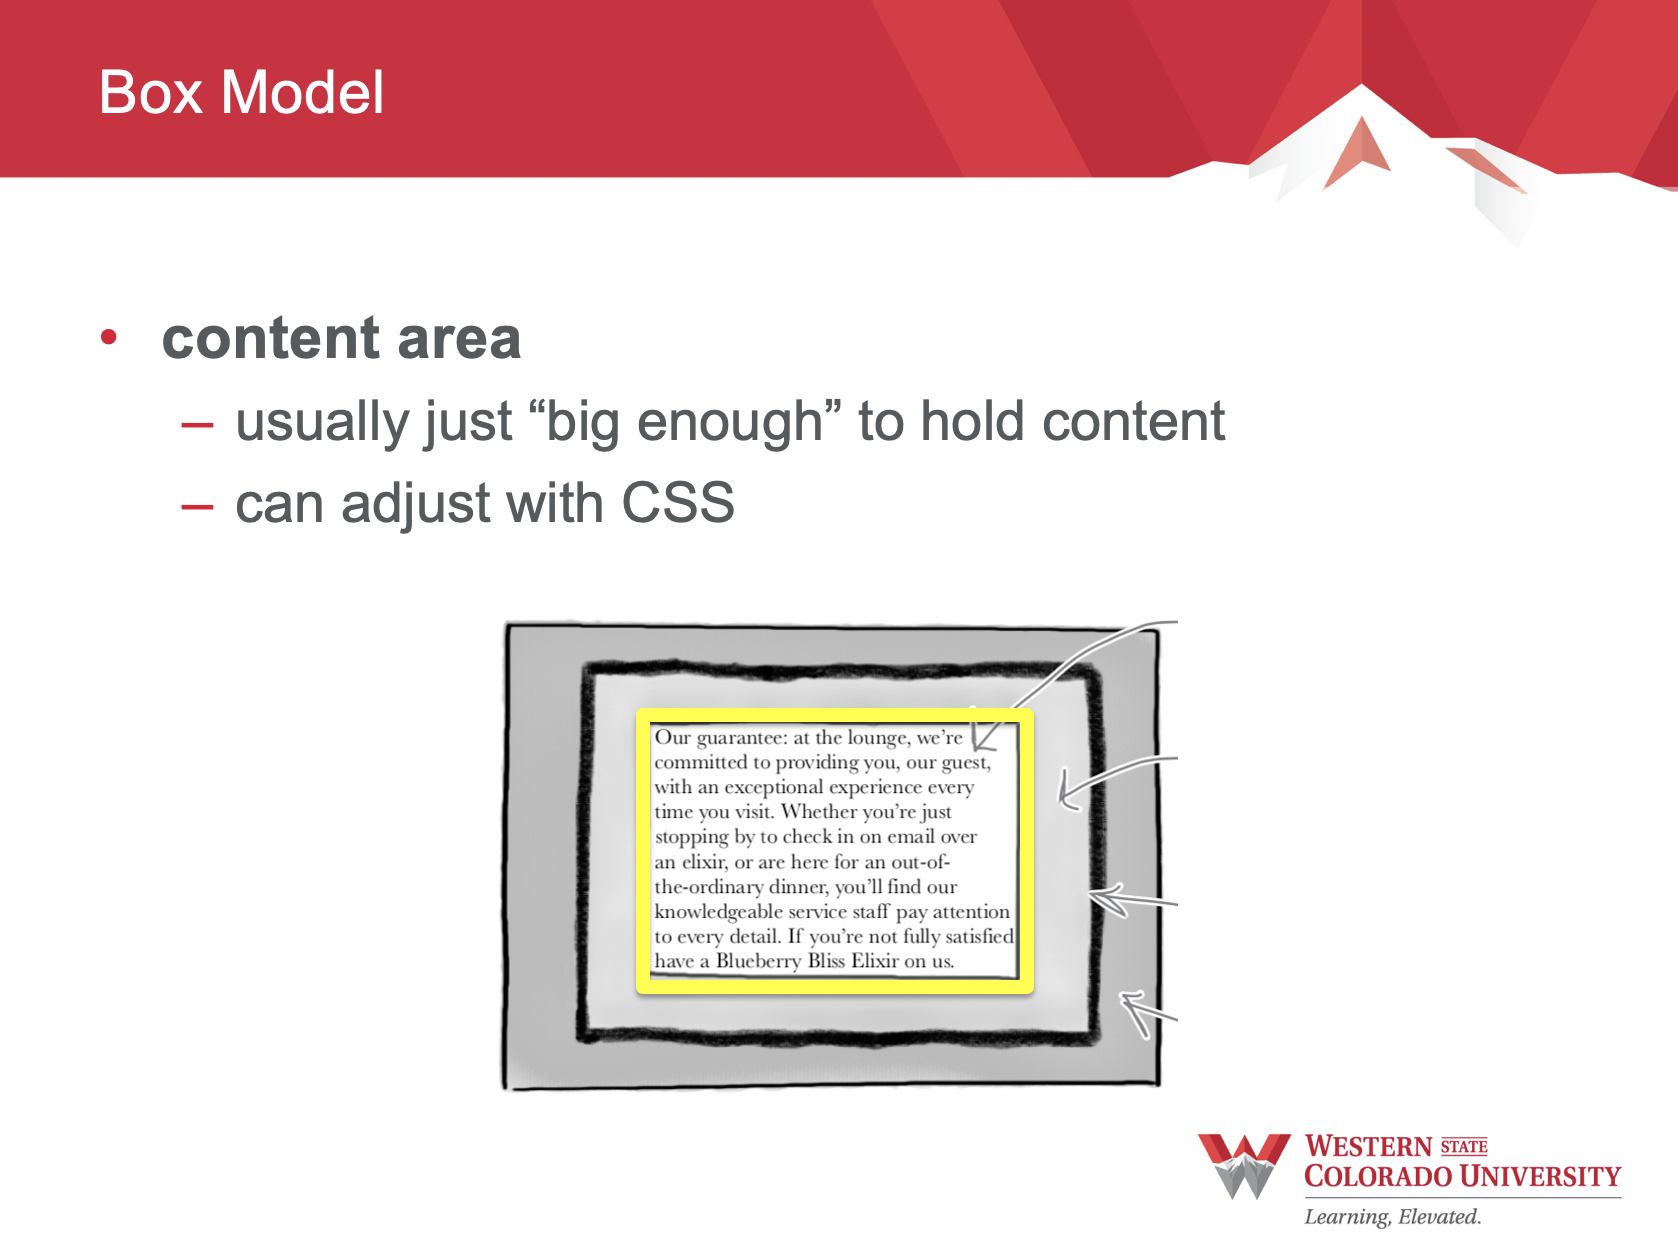 Box Model
• content area
– usually just “big enough” to hold content
– can adjust with CSS
Our guarantee: at the lounge, we’re
committed to providing you, our guest,
with an exceptional experience every
time you visit. Whether you’re just
stopping by to check in on email over
an elixir, or are here for an out-of-
the-ordinary dinner, you’ll find our
knowledgeable service staff pay attention
to every detail. If you’re not fully satisfied
have a Blueberry Bliss Elixir on us.
WESTERN STATE
COLORADO UNIVERSITY
Learning, Elevated.